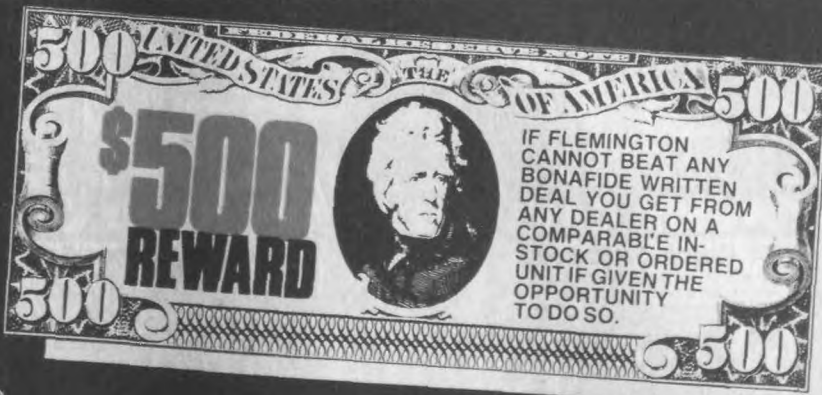 FEDERAL RESERVE NOTE
500 UNITED STATES THE OF AMERICA 500
$500
REWARD
IF FLEMINGTON
CANNOT BEAT ANY
BONAFIDE WRITTEN
DEAL YOU GET FROM
ANY DEALER ON A
COMPARABLE IN-
STOCK OR ORDERED
UNIT IF GIVEN THE
OPPORTUNITY
TO DO SO.
500 500